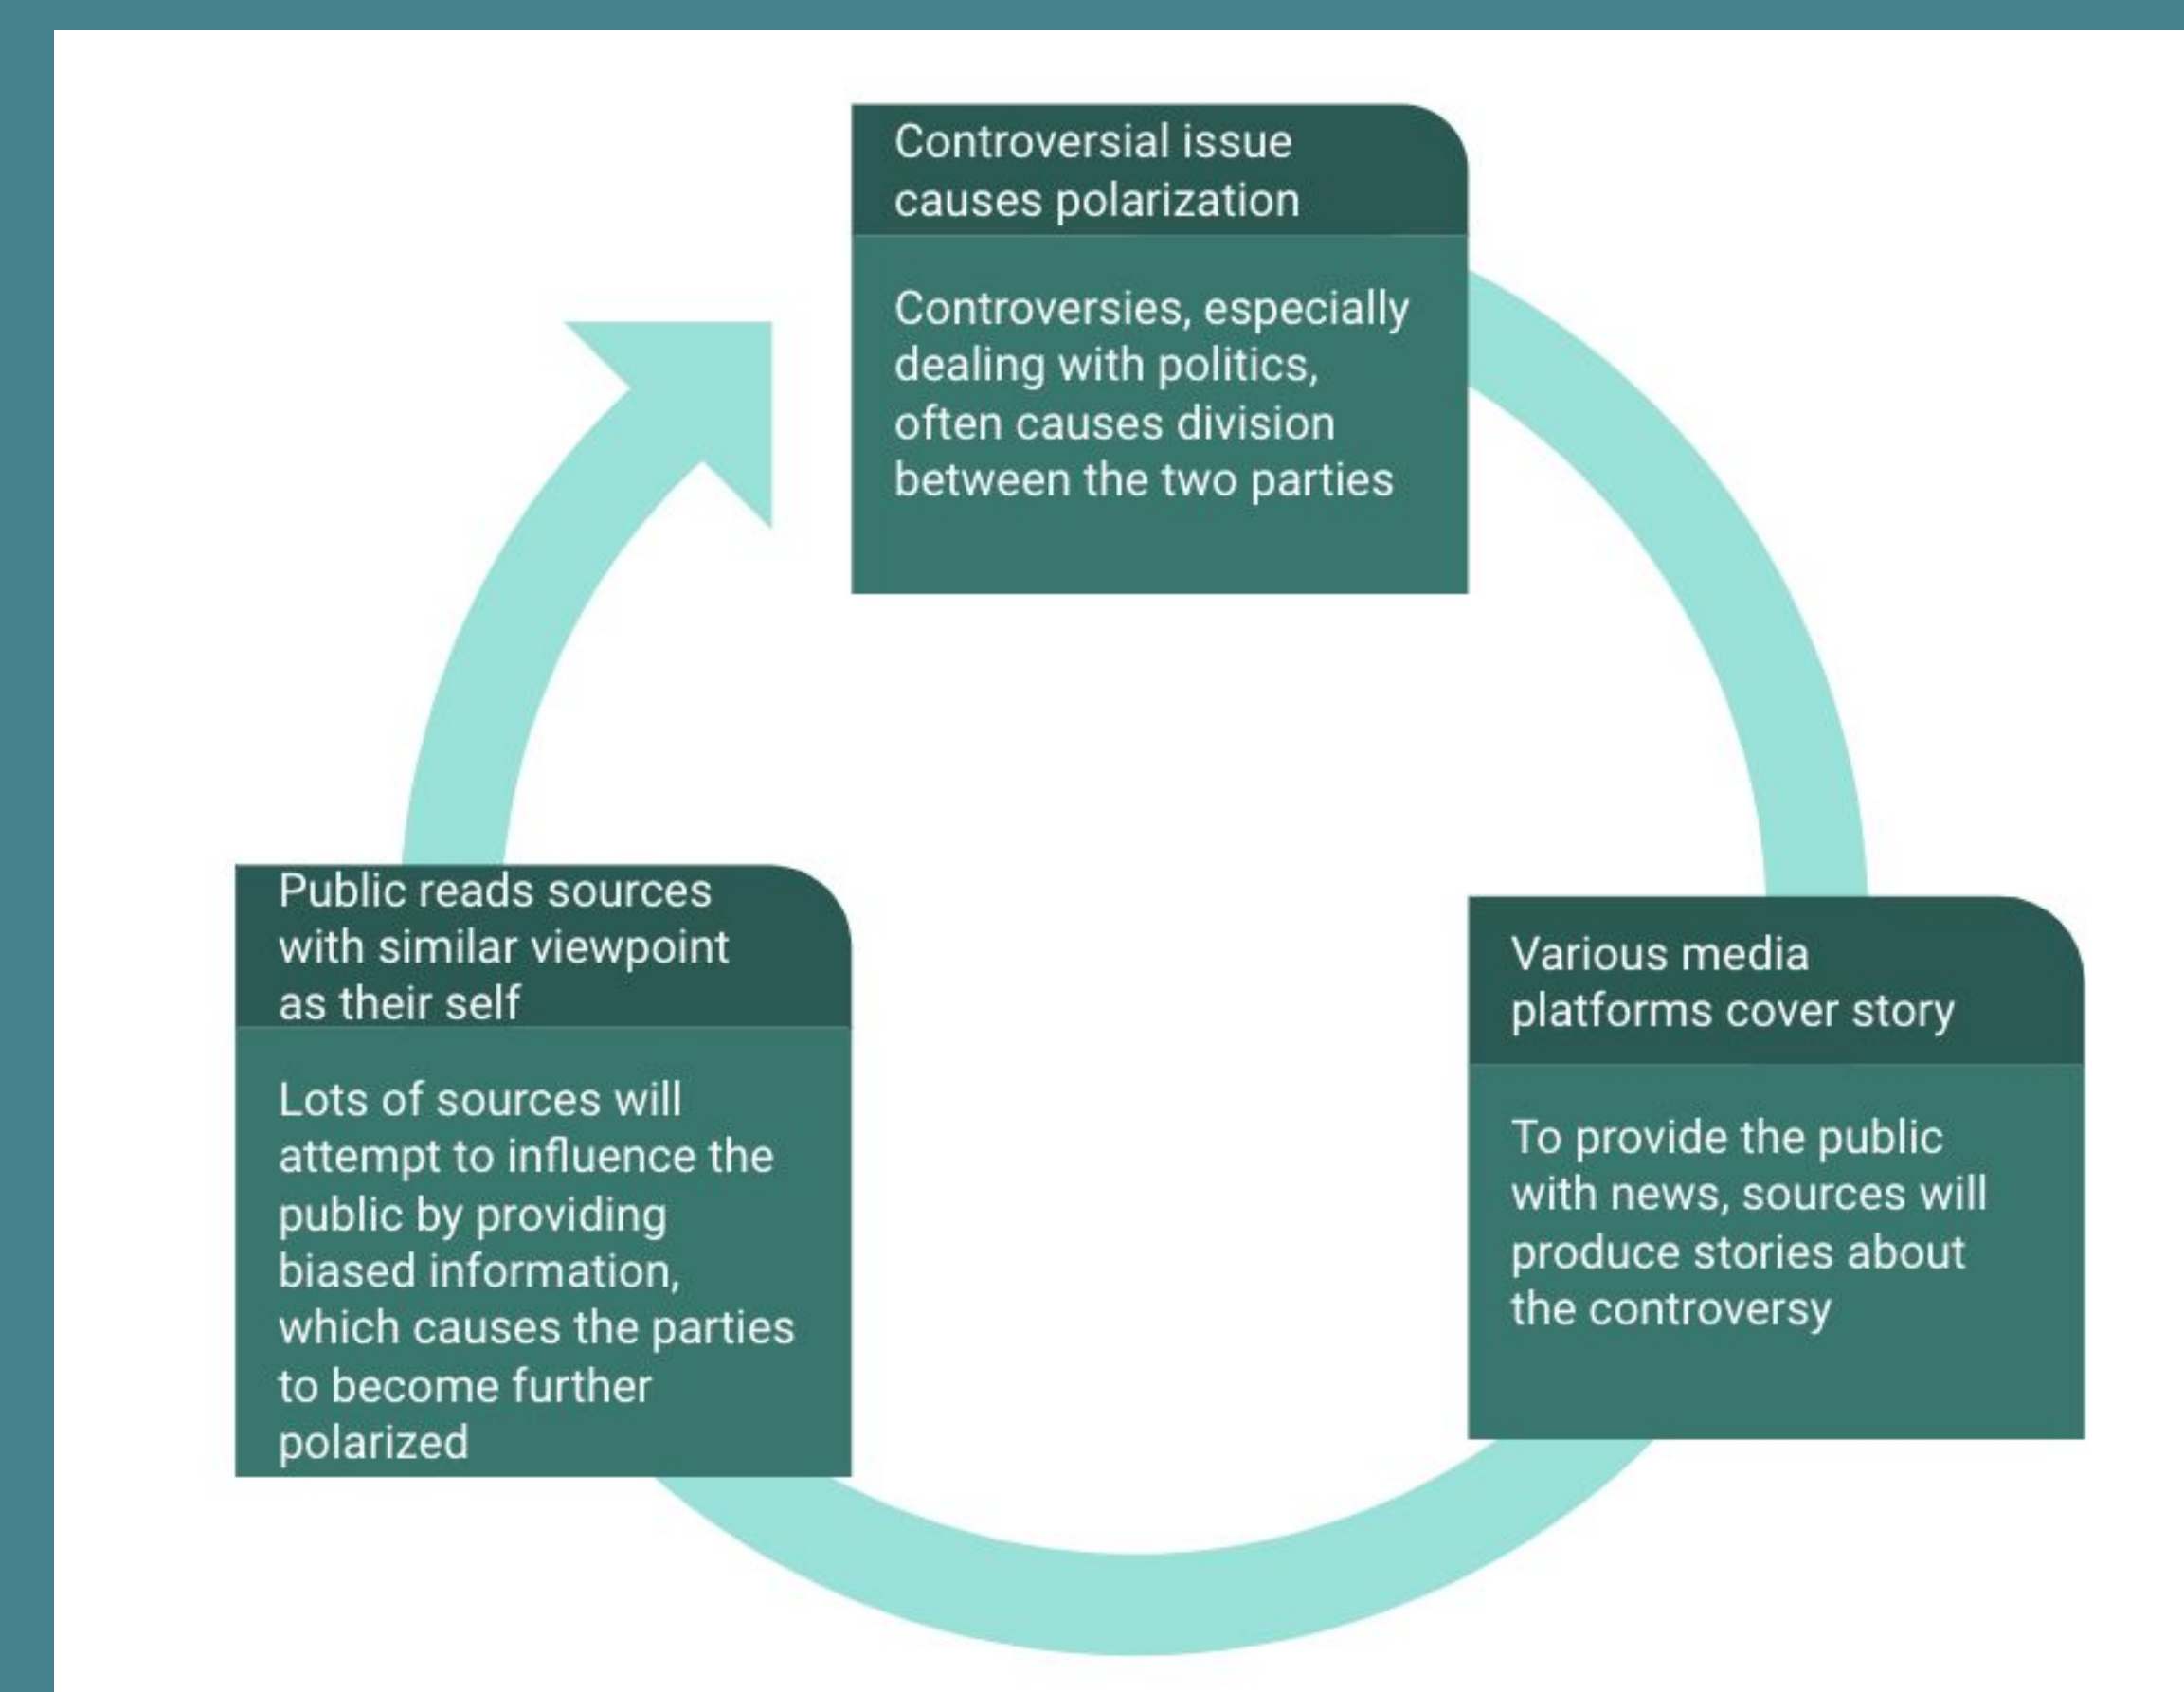 Controversial issue
causes polarization
Controversies, especially
dealing with politics,
often causes division
between the two parties
Various media
platforms cover story
To provide the public
with news, sources will
produce stories about
the controversy
Public reads sources
with similar viewpoint
as their self
Lots of sources will
attempt to influence the
public by providing
biased information,
which causes the parties
to become further
polarized